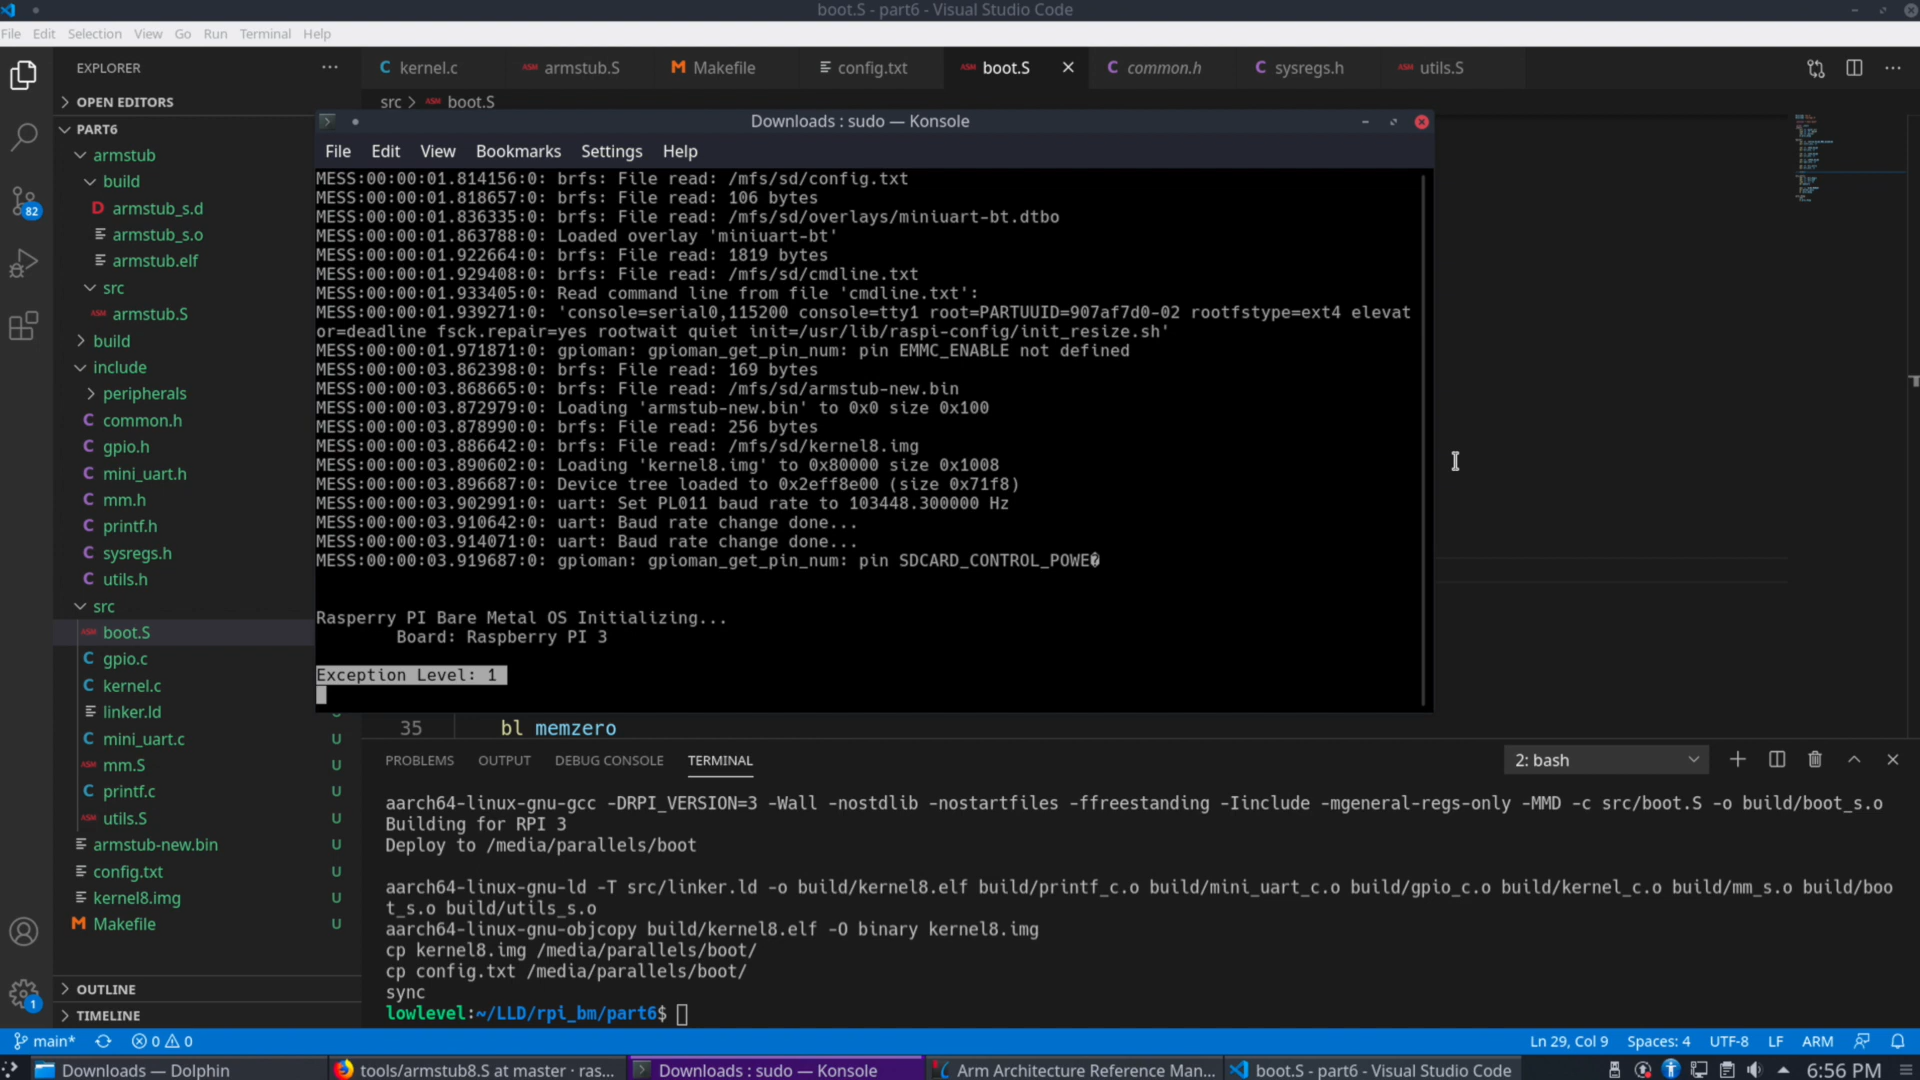 boot.S - part6 - Visual Studio Code
File Edit Selection View Go Run Terminal Help
EXPLORER
kernel.c
armstub.S
Makefile
config.txt
boot.S
common.h
sysregs.h
utils.S
OPEN EDITORS
src > boot.S
PART6
armstub
build
armstub_s.d
armstub_s.o
armstub.elf
src
armstub.S
build
include
peripherals
common.h
gpio.h
mini_uart.h
mm.h
printf.h
sysregs.h
utils.h
src
boot.S
gpio.c
kernel.c
linker.ld
mini_uart.c U
mm.S U
printf.c U
utils.S U
armstub-new.bin U
config.txt U
kernel8.img U
Makefile U
OUTLINE
TIMELINE
82
1
Downloads : sudo — Konsole
File Edit View Bookmarks Settings Help
MESS:00:00:01.814156:0: brfs: File read: /mfs/sd/config.txt
MESS:00:00:01.818657:0: brfs: File read: 106 bytes
MESS:00:00:01.836335:0: brfs: File read: /mfs/sd/overlays/miniuart-bt.dtbo
MESS:00:00:01.863788:0: Loaded overlay 'miniuart-bt'
MESS:00:00:01.922664:0: brfs: File read: 1819 bytes
MESS:00:00:01.929408:0: brfs: File read: /mfs/sd/cmdline.txt
MESS:00:00:01.933405:0: Read command line from file 'cmdline.txt':
MESS:00:00:01.939271:0: 'console=serial0,115200 console=tty1 root=PARTUUID=907af7d0-02 rootfstype=ext4 elevat
or=deadline fsck.repair=yes rootwait quiet init=/usr/lib/raspi-config/init_resize.sh'
MESS:00:00:01.971871:0: gpioman: gpioman_get_pin_num: pin EMMC_ENABLE not defined
MESS:00:00:03.862398:0: brfs: File read: 169 bytes
MESS:00:00:03.868665:0: brfs: File read: /mfs/sd/armstub-new.bin
MESS:00:00:03.872979:0: Loading 'armstub-new.bin' to 0x0 size 0x100
MESS:00:00:03.878990:0: brfs: File read: 256 bytes
MESS:00:00:03.886642:0: brfs: File read: /mfs/sd/kernel8.img
MESS:00:00:03.890602:0: Loading 'kernel8.img' to 0x80000 size 0x1008
MESS:00:00:03.896687:0: Device tree loaded to 0x2eff8e00 (size 0x71f8)
MESS:00:00:03.902991:0: uart: Set PL011 baud rate to 103448.300000 Hz
MESS:00:00:03.910642:0: uart: Baud rate change done...
MESS:00:00:03.914071:0: uart: Baud rate change done...
MESS:00:00:03.919687:0: gpioman: gpioman_get_pin_num: pin SDCARD_CONTROL_POWE�
Rasperry PI Bare Metal OS Initializing...
Board: Raspberry PI 3
Exception Level: 1
35 bl memzero
PROBLEMS OUTPUT DEBUG CONSOLE TERMINAL 2: bash
aarch64-linux-gnu-gcc -DRPI_VERSION=3 -Wall -nostdlib -nostartfiles -ffreestanding -Iinclude -mgeneral-regs-only -MMD -c src/boot.S -o build/boot_s.o
Building for RPI 3
Deploy to /media/parallels/boot
aarch64-linux-gnu-ld -T src/linker.ld -o build/kernel8.elf build/printf_c.o build/mini_uart_c.o build/gpio_c.o build/kernel_c.o build/mm_s.o build/boo
t_s.o build/utils_s.o
aarch64-linux-gnu-objcopy build/kernel8.elf -O binary kernel8.img
cp kernel8.img /media/parallels/boot/
cp config.txt /media/parallels/boot/
sync
lowlevel:~/LLD/rpi_bm/part6$
main* 0 0 Ln 29, Col 9 Spaces: 4 UTF-8 LF ARM
Downloads — Dolphin
tools/armstub8.S at master · ras...
Downloads : sudo — Konsole
Arm Architecture Reference Man...
boot.S - part6 - Visual Studio Code
6:56 PM